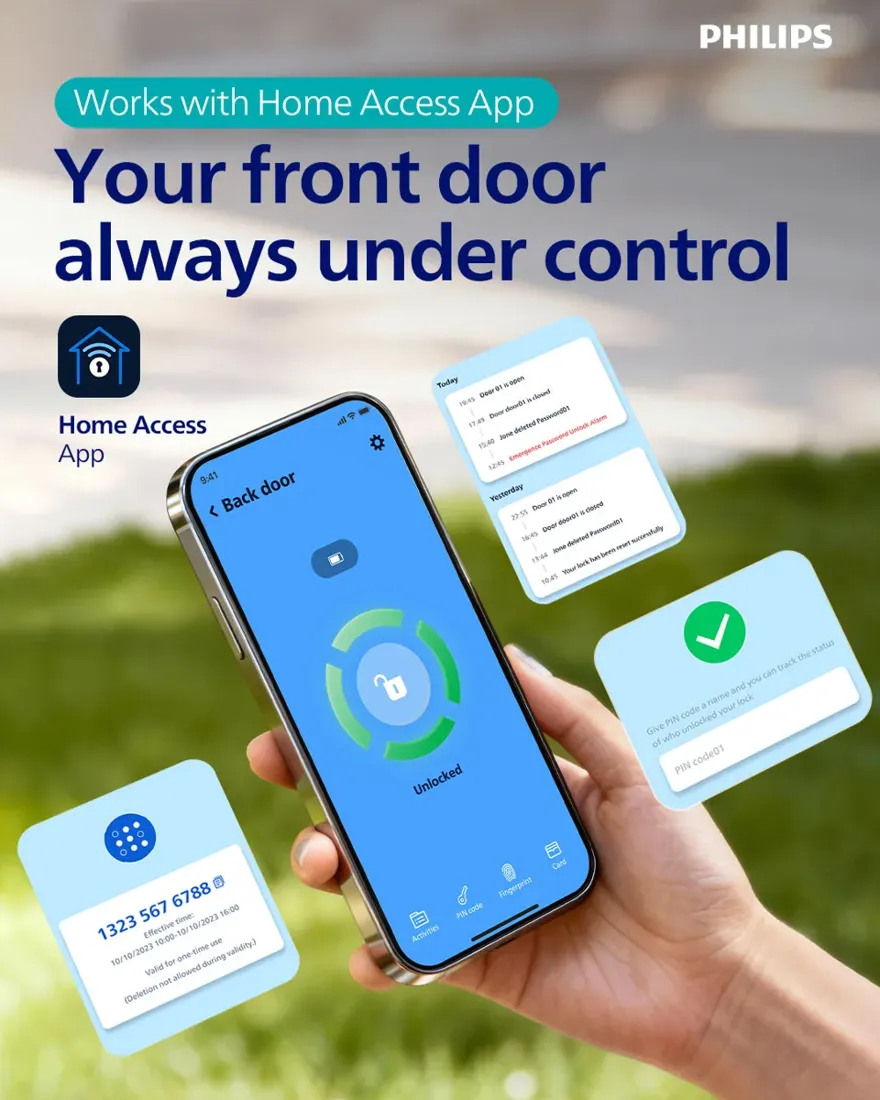 PHILIPS
Works with Home Access App
Your front door
always under control
Home Access
App
9:41
Back door
Unlocked
Activities
PIN code
Fingerprint
Card
Today
19:45 Door 01 is open
17:49 Door door01 is closed
15:40 Jone deleted Password01
12:45 Emergence Password Unlock Alarm
Yesterday
22:55 Door 01 is open
16:45 Door door01 is closed
13:44 Jone deleted Password01
10:45 Your lock has been reset successfully
Give PIN code a name and you can track the status
of who unlocked your lock
PIN code01
1323 567 6788
Effective time:
10/10/2023 10:00-10/10/2023 16:00
Valid for one-time use
(Deletion not allowed during validity.)